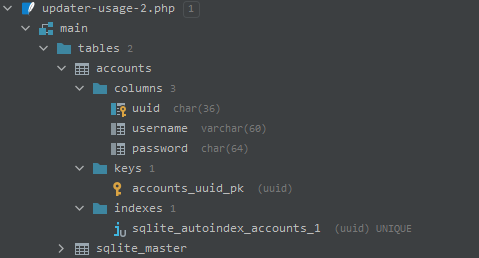 updater-usage-2.php 1
main
tables 2
accounts
columns 3
uuid char(36)
username varchar(60)
password char(64)
keys 1
accounts_uuid_pk (uuid)
indexes 1
sqlite_autoindex_accounts_1 (uuid) UNIQUE
sqlite_master